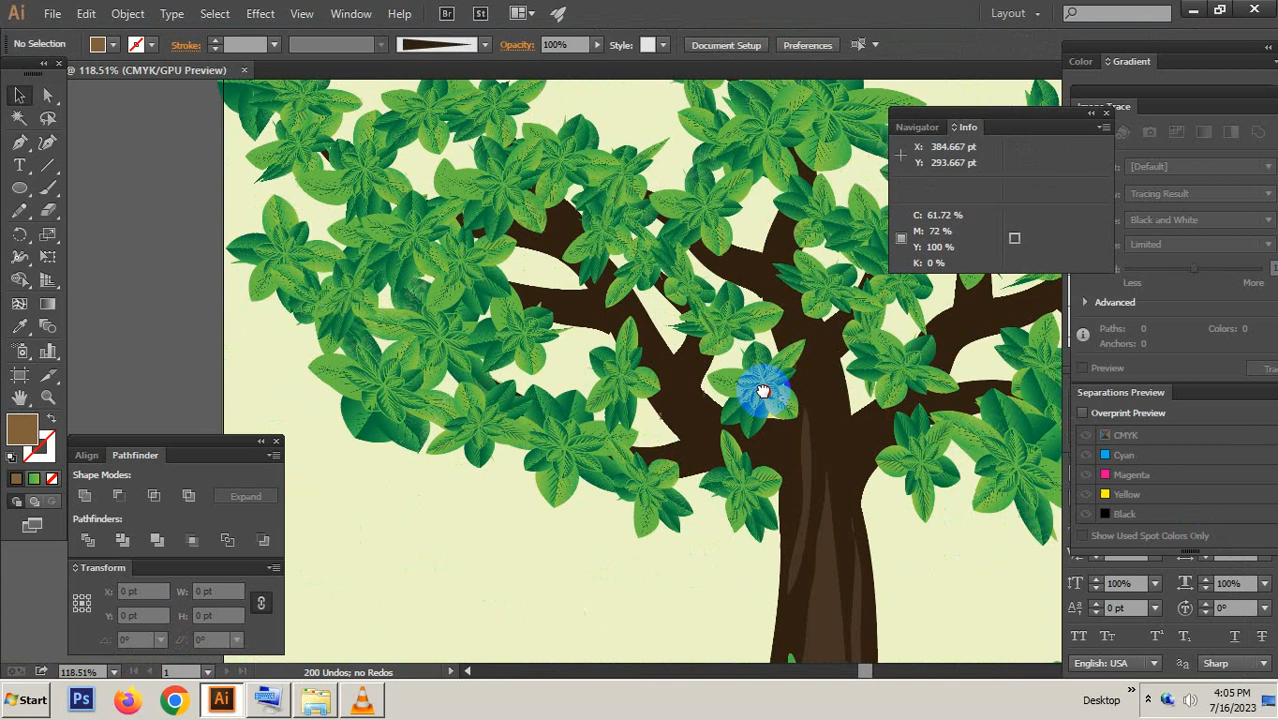 Ai File Edit Object Type Select Effect View Window Help Br St Layout
No Selection Stroke: Opacity: 100% Style: Document Setup Preferences
@ 118.51% (CMYK/GPU Preview)
Color Gradient
Image Trace
Navigator Info
X: 384.667 pt
Y: 293.667 pt
C: 61.72 %
M: 72 %
Y: 100 %
K: 0 %
[Default]
Tracing Result
Black and White
Limited
Less More
Advanced
Paths: 0 Colors: 0
Anchors: 0
Preview Trac
Separations Preview
Overprint Preview
CMYK
Cyan
Magenta
Yellow
Black
Show Used Spot Colors Only
100% 100%
0 pt 0°
English: USA Sharp
Align Pathfinder
Shape Modes:
Expand
Pathfinders:
Transform
X: 0 pt W: 0 pt
Y: 0 pt H: 0 pt
0° 0°
118.51% 1 200 Undos; no Redos
Start Ps Ai Desktop 4:05 PM
7/16/2023